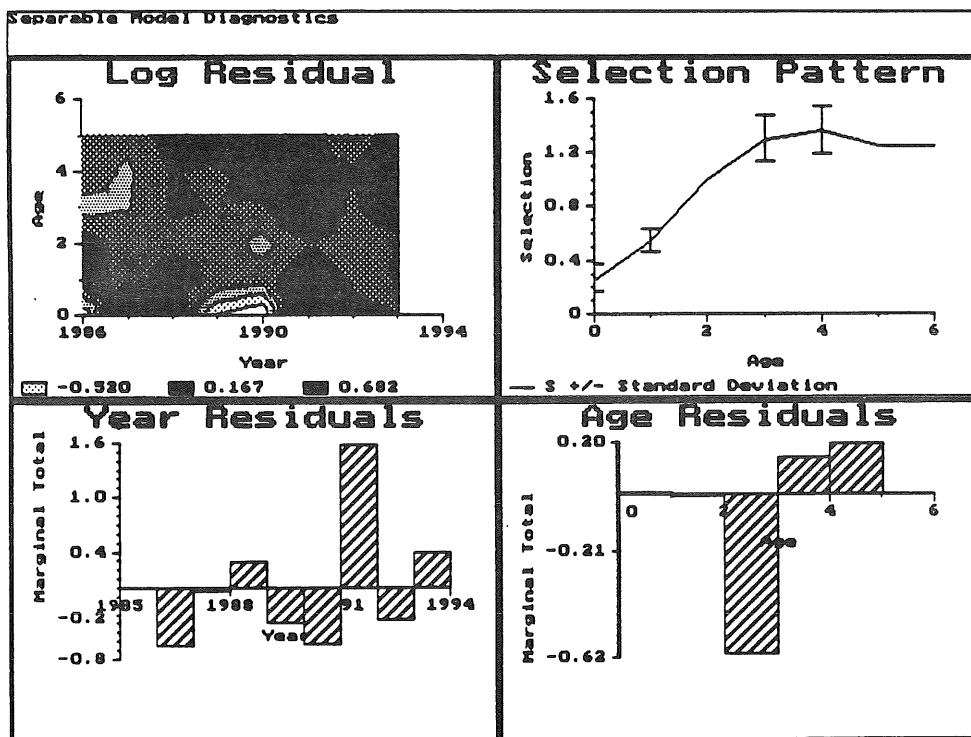 Separable Model Diagnostics
Log Residual
6
4
2
0
Age
1986
1990
1994
Year
-0.520
0.167
0.682
Selection Pattern
1.6
1.2
0.8
0.4
0
Selection
0
2
4
6
Age
S +/- Standard Deviation
Year Residuals
1.6
1.0
0.4
-0.2
-0.8
Marginal Total
1985
1988
91
1994
Year
Age Residuals
0.20
-0.21
-0.62
Marginal Total
0
2
4
6
Age